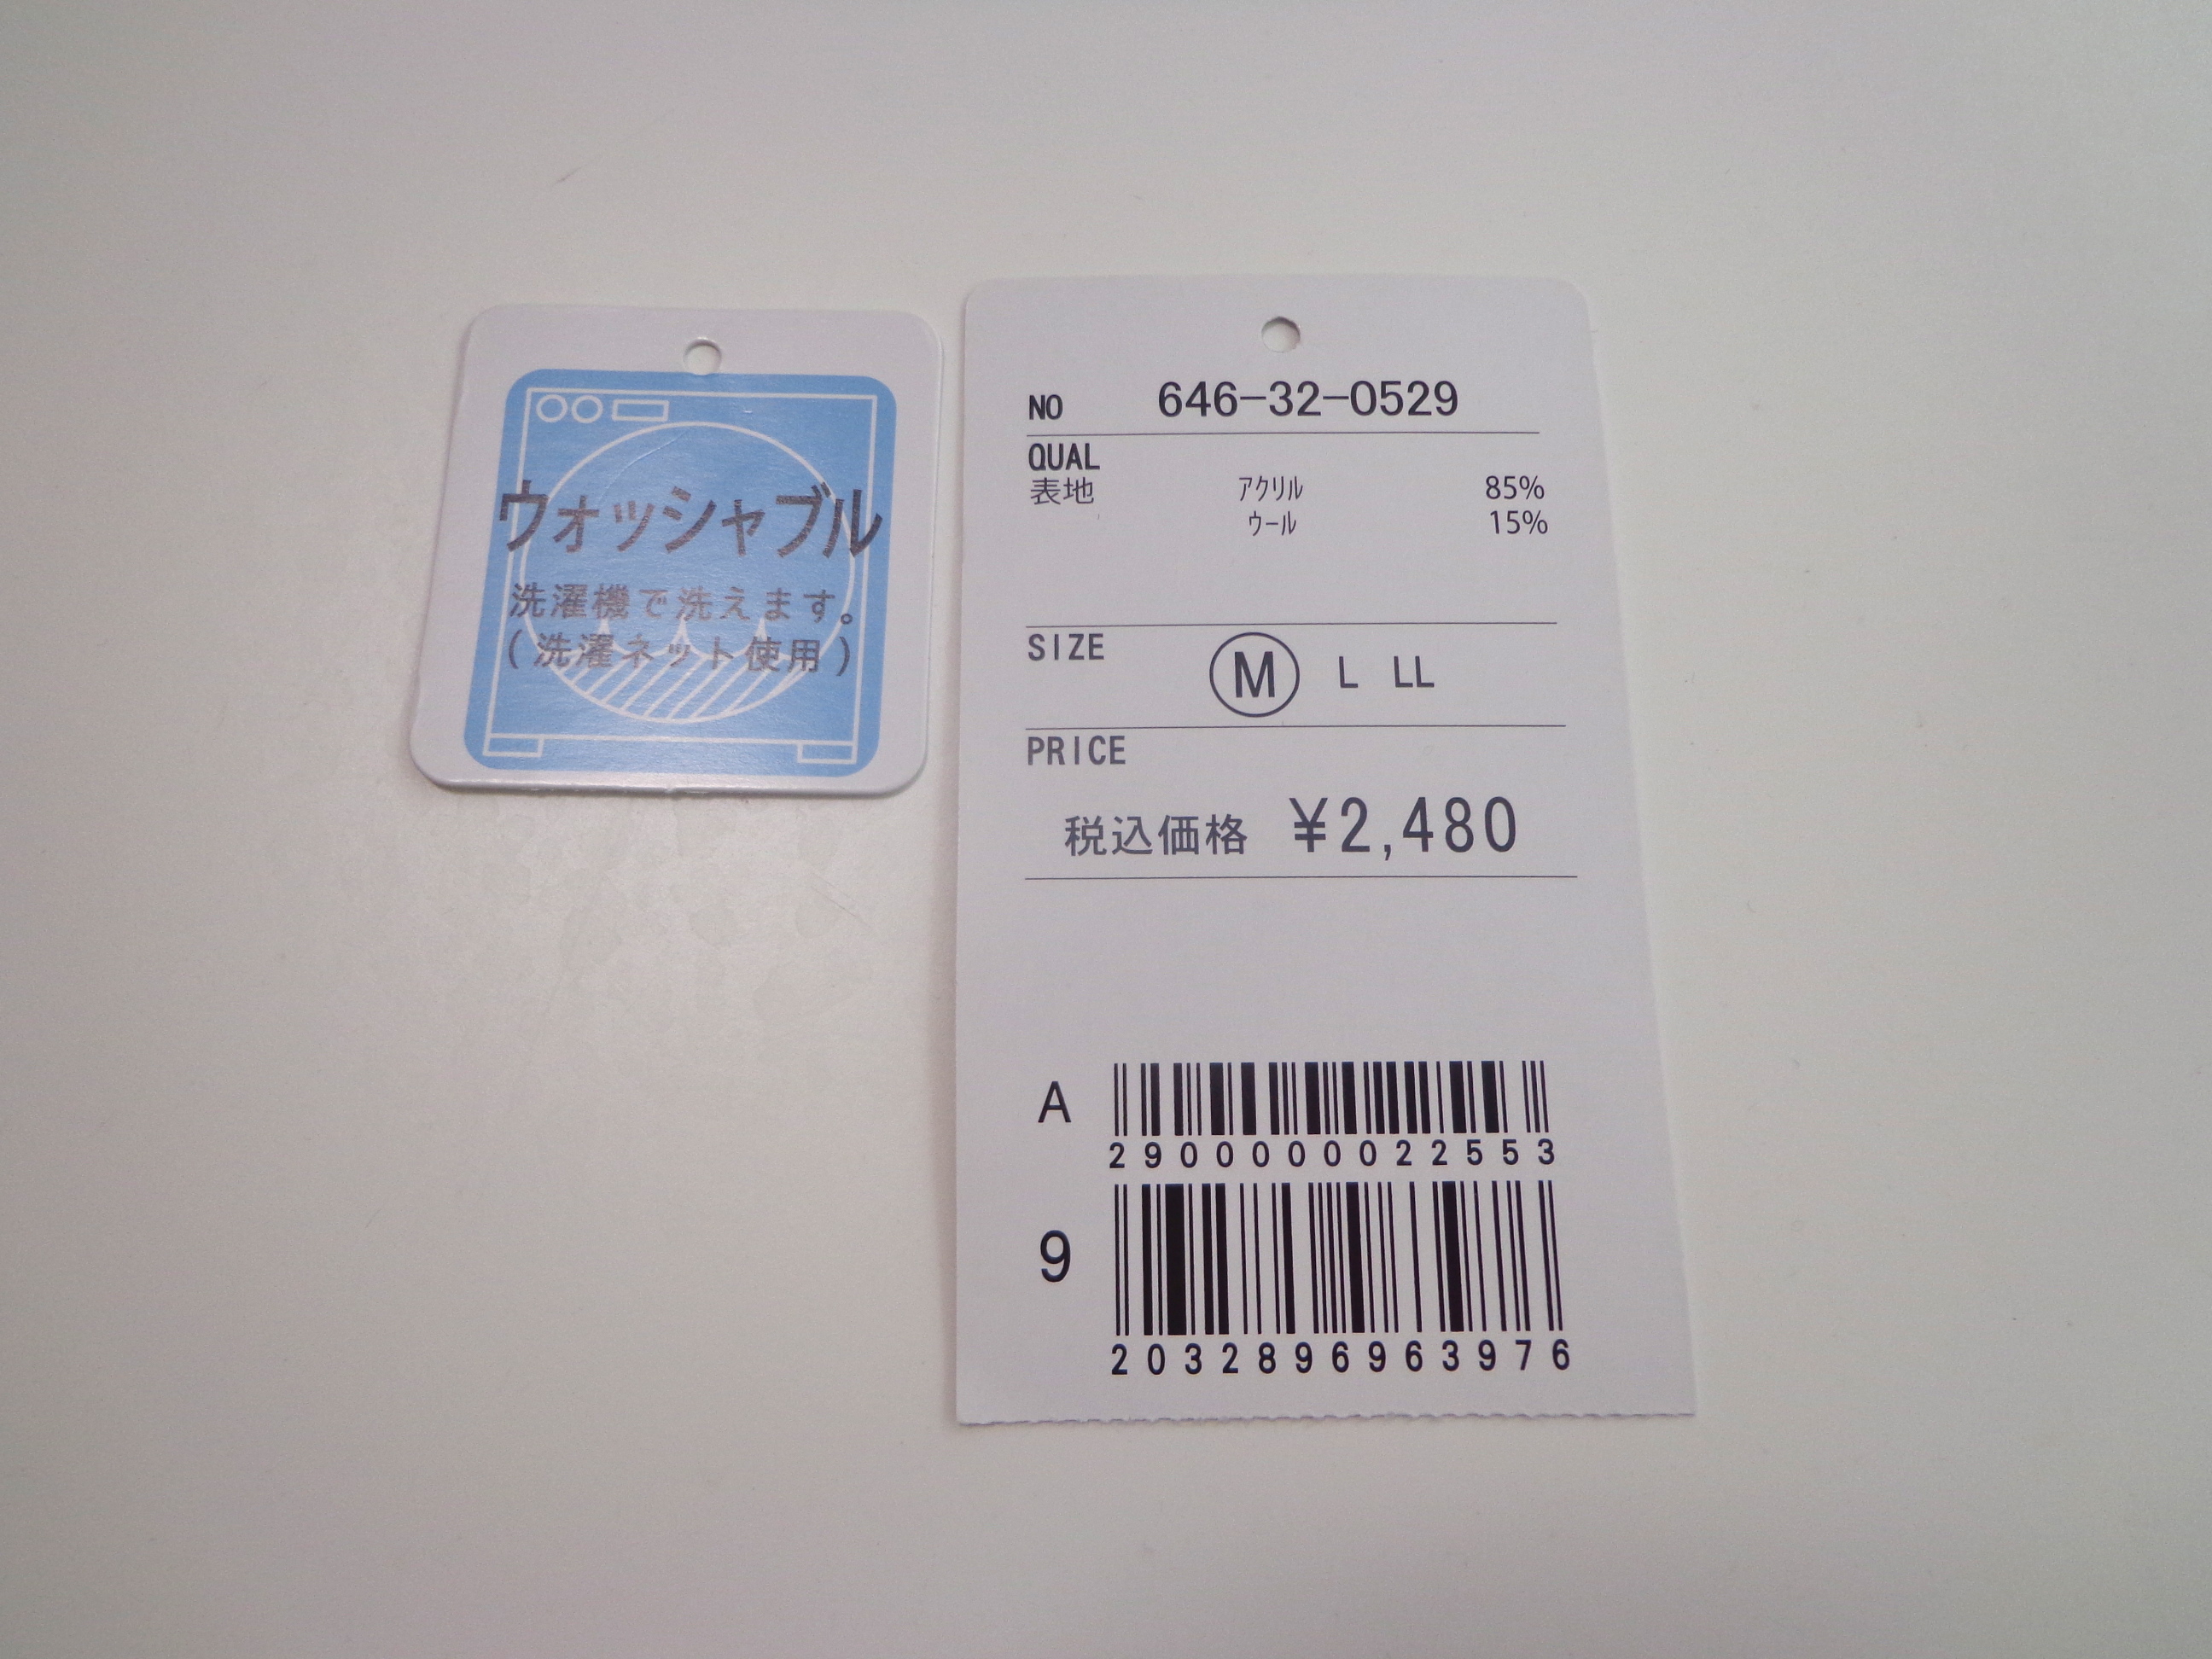 ウォッシャブル
洗濯機で洗えます。
(洗濯ネット使用)
NO 646-32-0529
QUAL
表地 アクリル 85%
ウール 15%
SIZE M L LL
PRICE
税込価格 ¥2,480
A
2900000022553
9
2032896963976